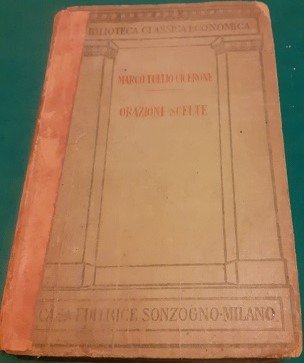 BIBLIOTECA CLASSICA ECONOMICA
MARCO TULLIO CICERONE
ORAZIONI SCELTE
CASA EDITRICE SONZOGNO-MILANO